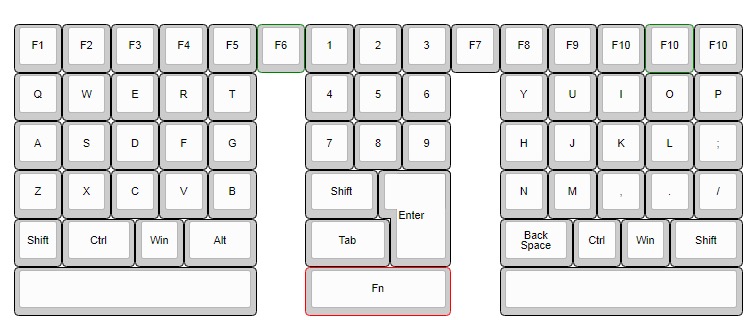 F1 F2 F3 F4 F5 F6 1 2 3 F7 F8 F9 F10 F10 F10
Q W E R T 4 5 6 Y U I O P
A S D F G 7 8 9 H J K L ;
Z X C V B Shift Enter N M , . /
Shift Ctrl Win Alt Tab Back Space Ctrl Win Shift
Fn